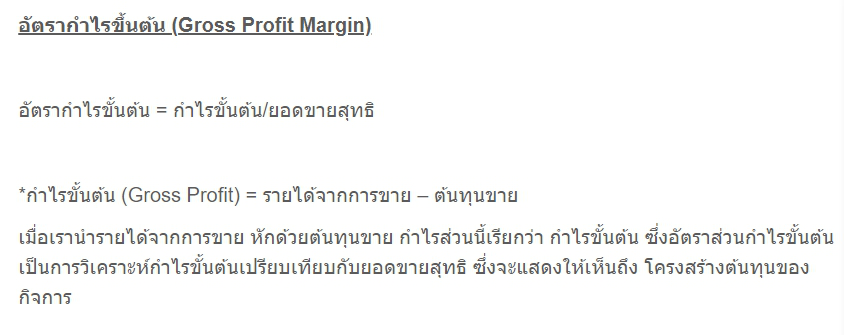 อัตรากำไรขั้นต้น (Gross Profit Margin)
อัตรากำไรขั้นต้น = กำไรขั้นต้น/ยอดขายสุทธิ
*กำไรขั้นต้น (Gross Profit) = รายได้จากการขาย – ต้นทุนขาย
เมื่อเรานำรายได้จากการขาย หักด้วยต้นทุนขาย กำไรส่วนนี้เรียกว่า กำไรขั้นต้น ซึ่งอัตราส่วนกำไรขั้นต้น
เป็นการวิเคราะห์กำไรขั้นต้นเปรียบเทียบกับยอดขายสุทธิ ซึ่งจะแสดงให้เห็นถึง โครงสร้างต้นทุนของ
กิจการ